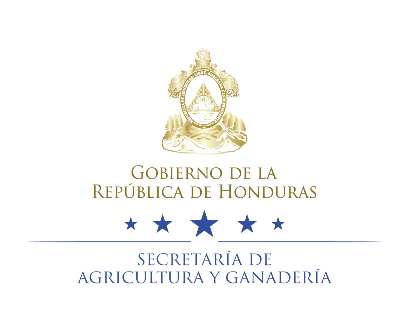 GOBIERNO DE LA
REPÚBLICA DE HONDURAS
SECRETARÍA DE
AGRICULTURA Y GANADERÍA